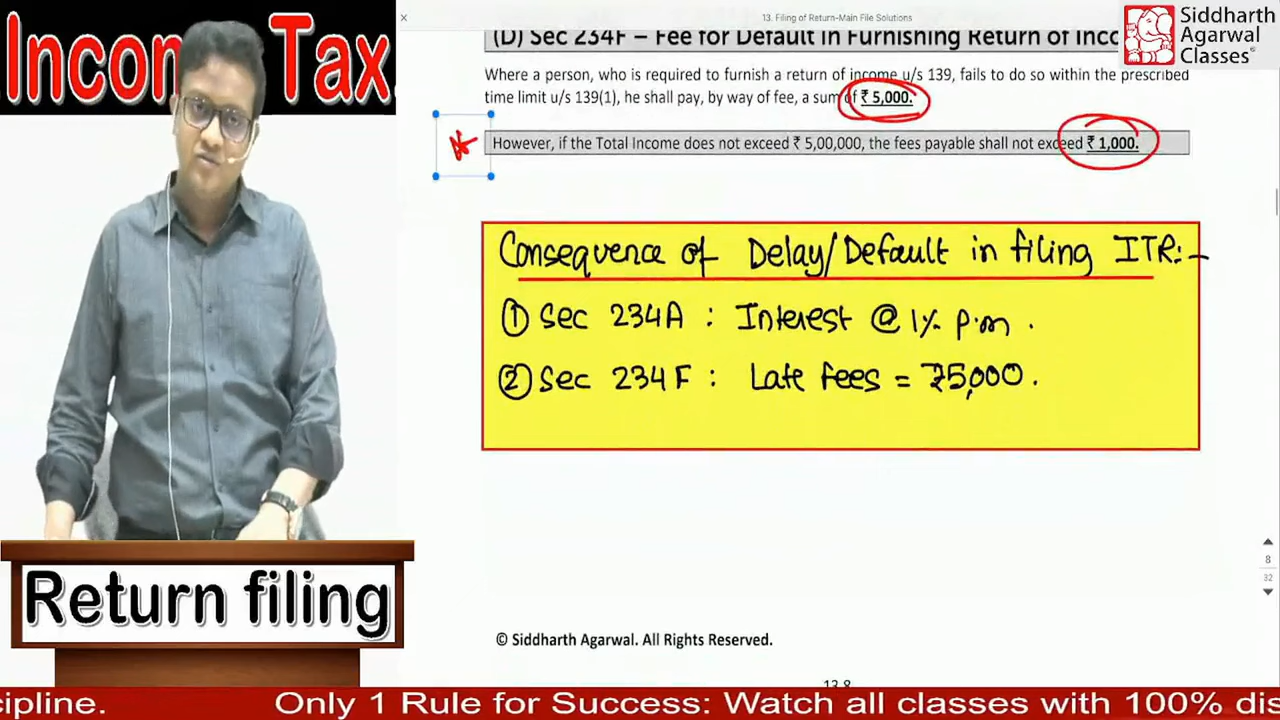 13. Filing of Return-Main File Solutions
Income Tax.
(D) Sec 234F – Fee for Default in Furnishing Return of Inco
Siddharth
Agarwal
Classes
Where a person, who is required to furnish a return of income u/s 139, fails to do so within the prescribed
time limit u/s 139(1), he shall pay, by way of fee, a sum of ₹ 5,000.
However, if the Total Income does not exceed ₹ 5,00,000, the fees payable shall not exceed ₹ 1,000.
Consequence of Delay/Default in filing ITR:-
① Sec 234A : Interest @ 1% p.m.
② Sec 234F : Late Fees = ₹5,000.
8
32
Return filing
© Siddharth Agarwal. All Rights Reserved.
13.8
cipline. Only 1 Rule for Success: Watch all classes with 100% dis